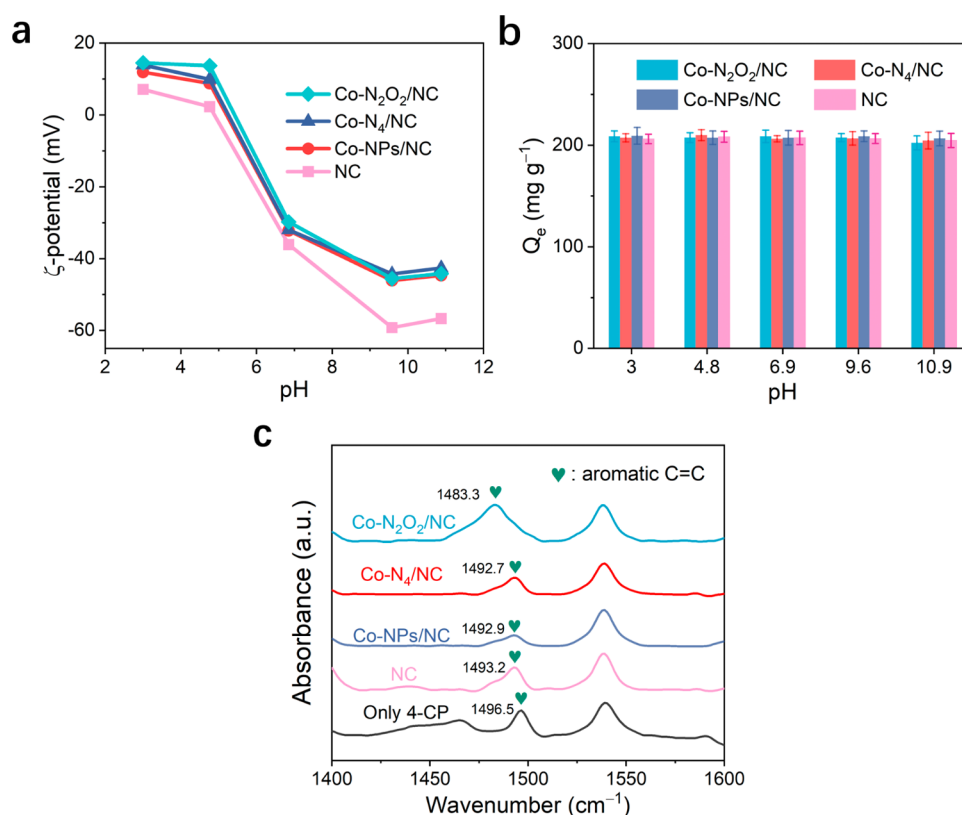 a
ζ-potential (mV)
20
0
-20
-40
-60
2 4 6 8 10 12
pH
Co-N₂O₂/NC
Co-N₄/NC
Co-NPs/NC
NC
b
Qₑ (mg g⁻¹)
300
200
100
0
3 4.8 6.9 9.6 10.9
pH
Co-N₂O₂/NC Co-N₄/NC
Co-NPs/NC NC
c
Absorbance (a.u.)
♥ : aromatic C=C
1483.3
Co-N₂O₂/NC
1492.7
Co-N₄/NC
1492.9
Co-NPs/NC
1493.2
NC
1496.5
Only 4-CP
1400 1450 1500 1550 1600
Wavenumber (cm⁻¹)